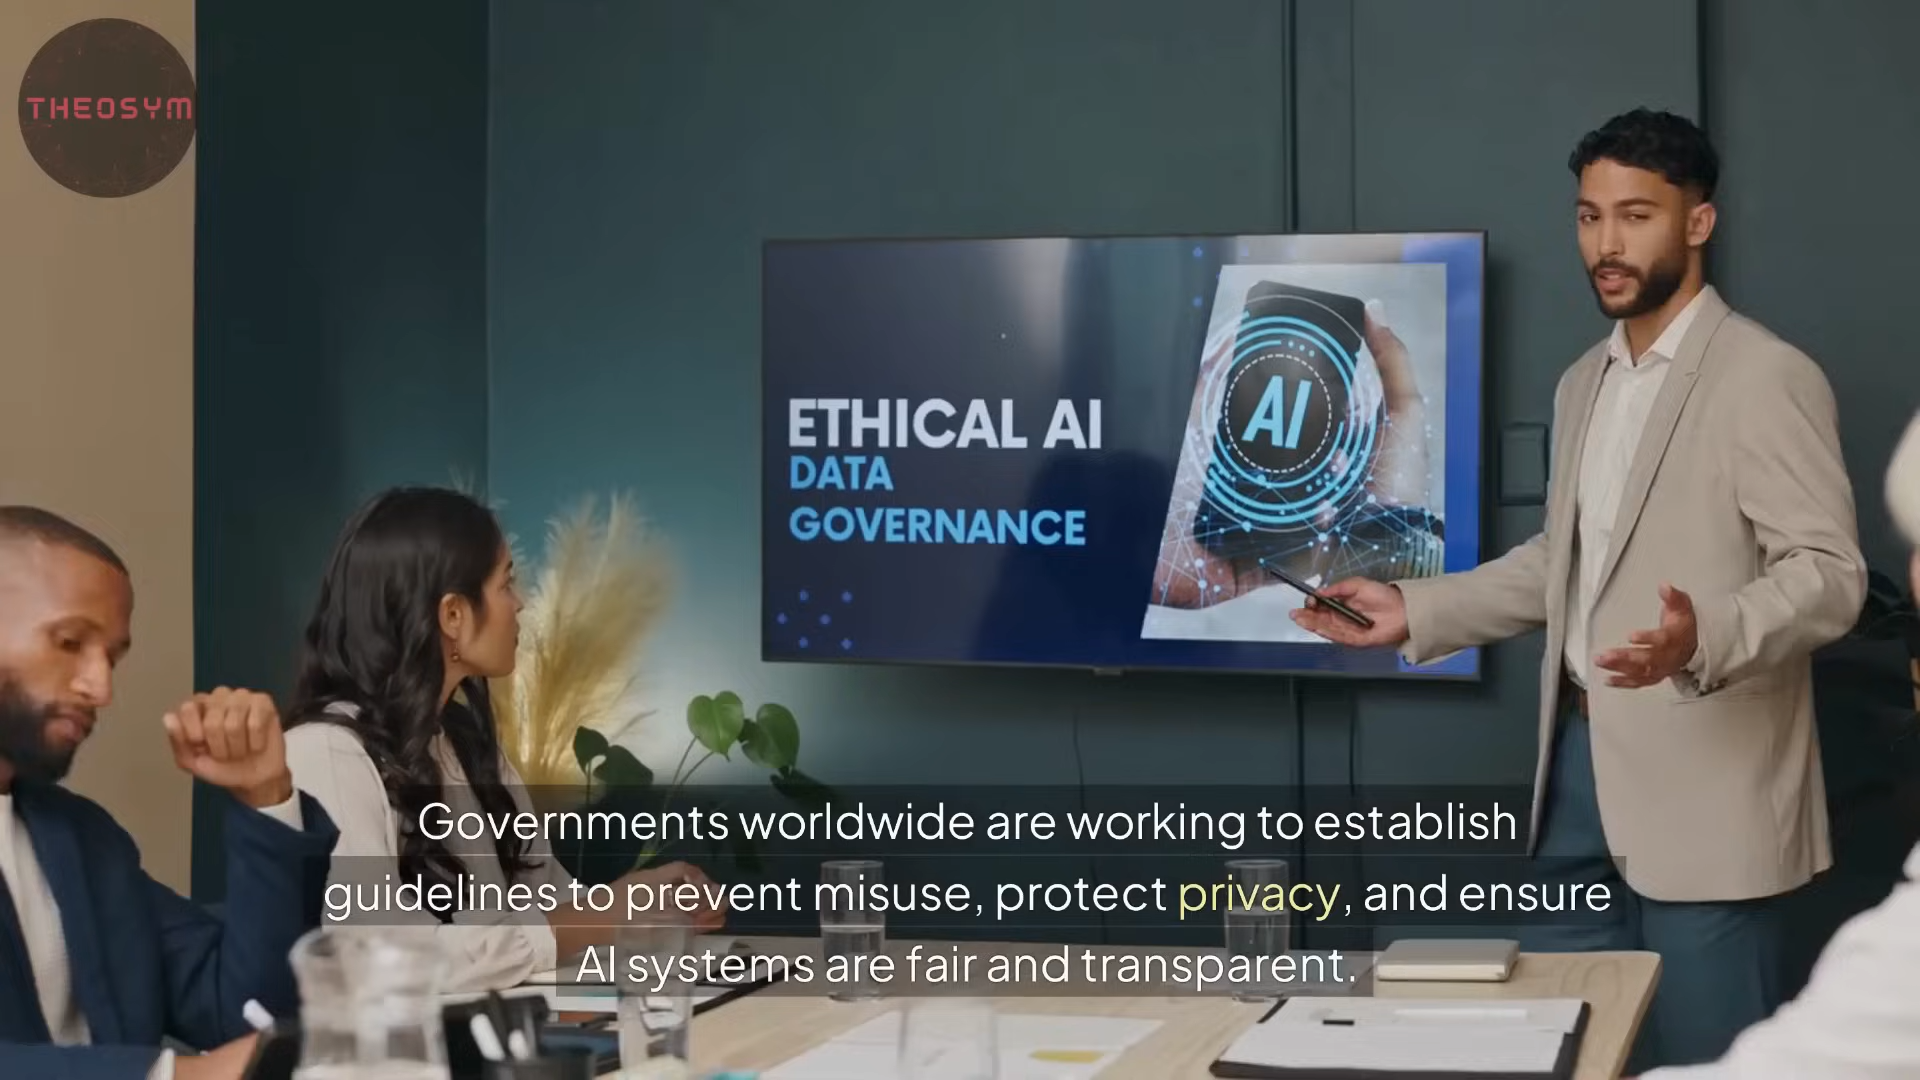 THEOSYM
ETHICAL AI
DATA
GOVERNANCE
AI
Governments worldwide are working to establish
guidelines to prevent misuse, protect privacy, and ensure
AI systems are fair and transparent.